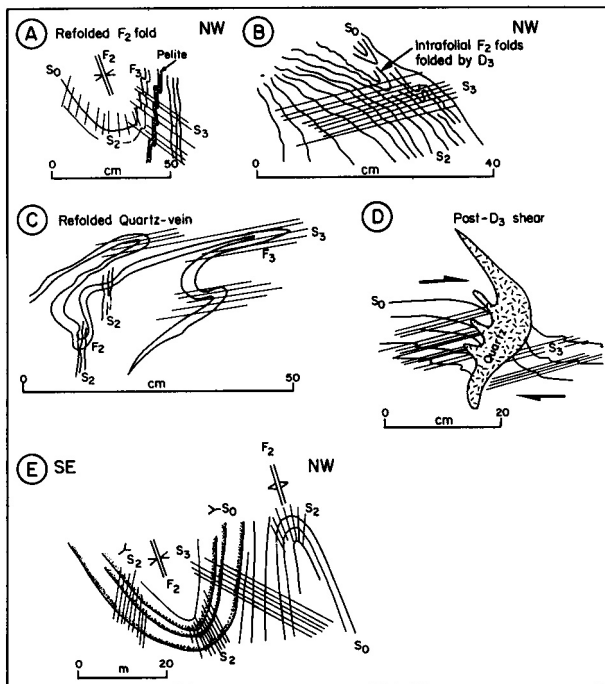 A Refolded F2 fold NW
F2
S0
F3
Pelite
S3
S2
0 50
cm
B NW
S0
Intrafolial F2 folds
folded by D3
S3
S2
0 40
cm
C Refolded Quartz-vein
S3
F3
S2
F2
S2
0 50
cm
D Post-D3 shear
S0
Quartz
S3
0 20
cm
E SE NW
F2
S2
S0
S2
S3
F2
S2
S0
0 20
m